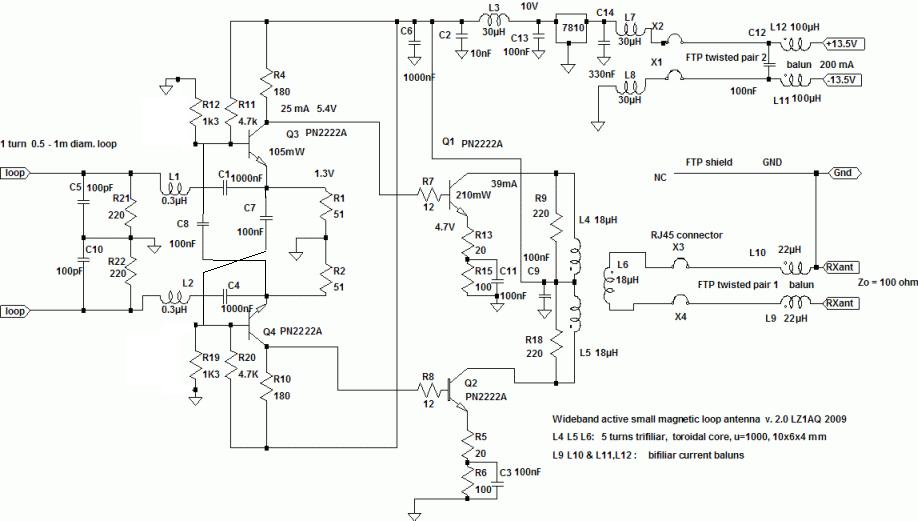 L3 30µH
10V
7810
C14 330nF
L7 30µH
X2
L12 100µH
+13.5V
C6 1000nF
C2 10nF
C13 100nF
C12 100nF
FTP twisted pair 2
balun 200 mA
X1
L8 30µH
L11 100µH
-13.5V
R4 180
R12 1k3
R11 4.7k
25 mA 5.4V
Q3 PN2222A
105mW
Q1 PN2222A
1 turn 0.5 - 1m diam. loop
loop
C5 100pF
R21 220
L1 0.3µH
C1 1000nF
1.3V
R1 51
C8 100nF
C7 100nF
R7 12
210mW
39mA
4.7V
R9 220
L4 18µH
FTP shield GND
NC
Gnd
C10 100pF
R22 220
R2 51
R13 20
R15 100
C11 100nF
100nF C9
L6 18µH
RJ45 connector
X3
L10 22µH
RXant
FTP twisted pair 1
balun
Zo = 100 ohm
X4
L9 22µH
RXant
loop
L2 0.3µH
C4 1000nF
Q4 PN2222A
R19 1K3
R20 4.7K
R10 180
R18 220
L5 18µH
R8 12
Q2 PN2222A
R5 20
R6 100
C3 100nF
Wideband active small magnetic loop antenna v. 2.0 LZ1AQ 2009
L4 L5 L6: 5 turns trifiliar, toroidal core, u=1000, 10x6x4 mm
L9 L10 & L11,L12 : bifiliar current baluns